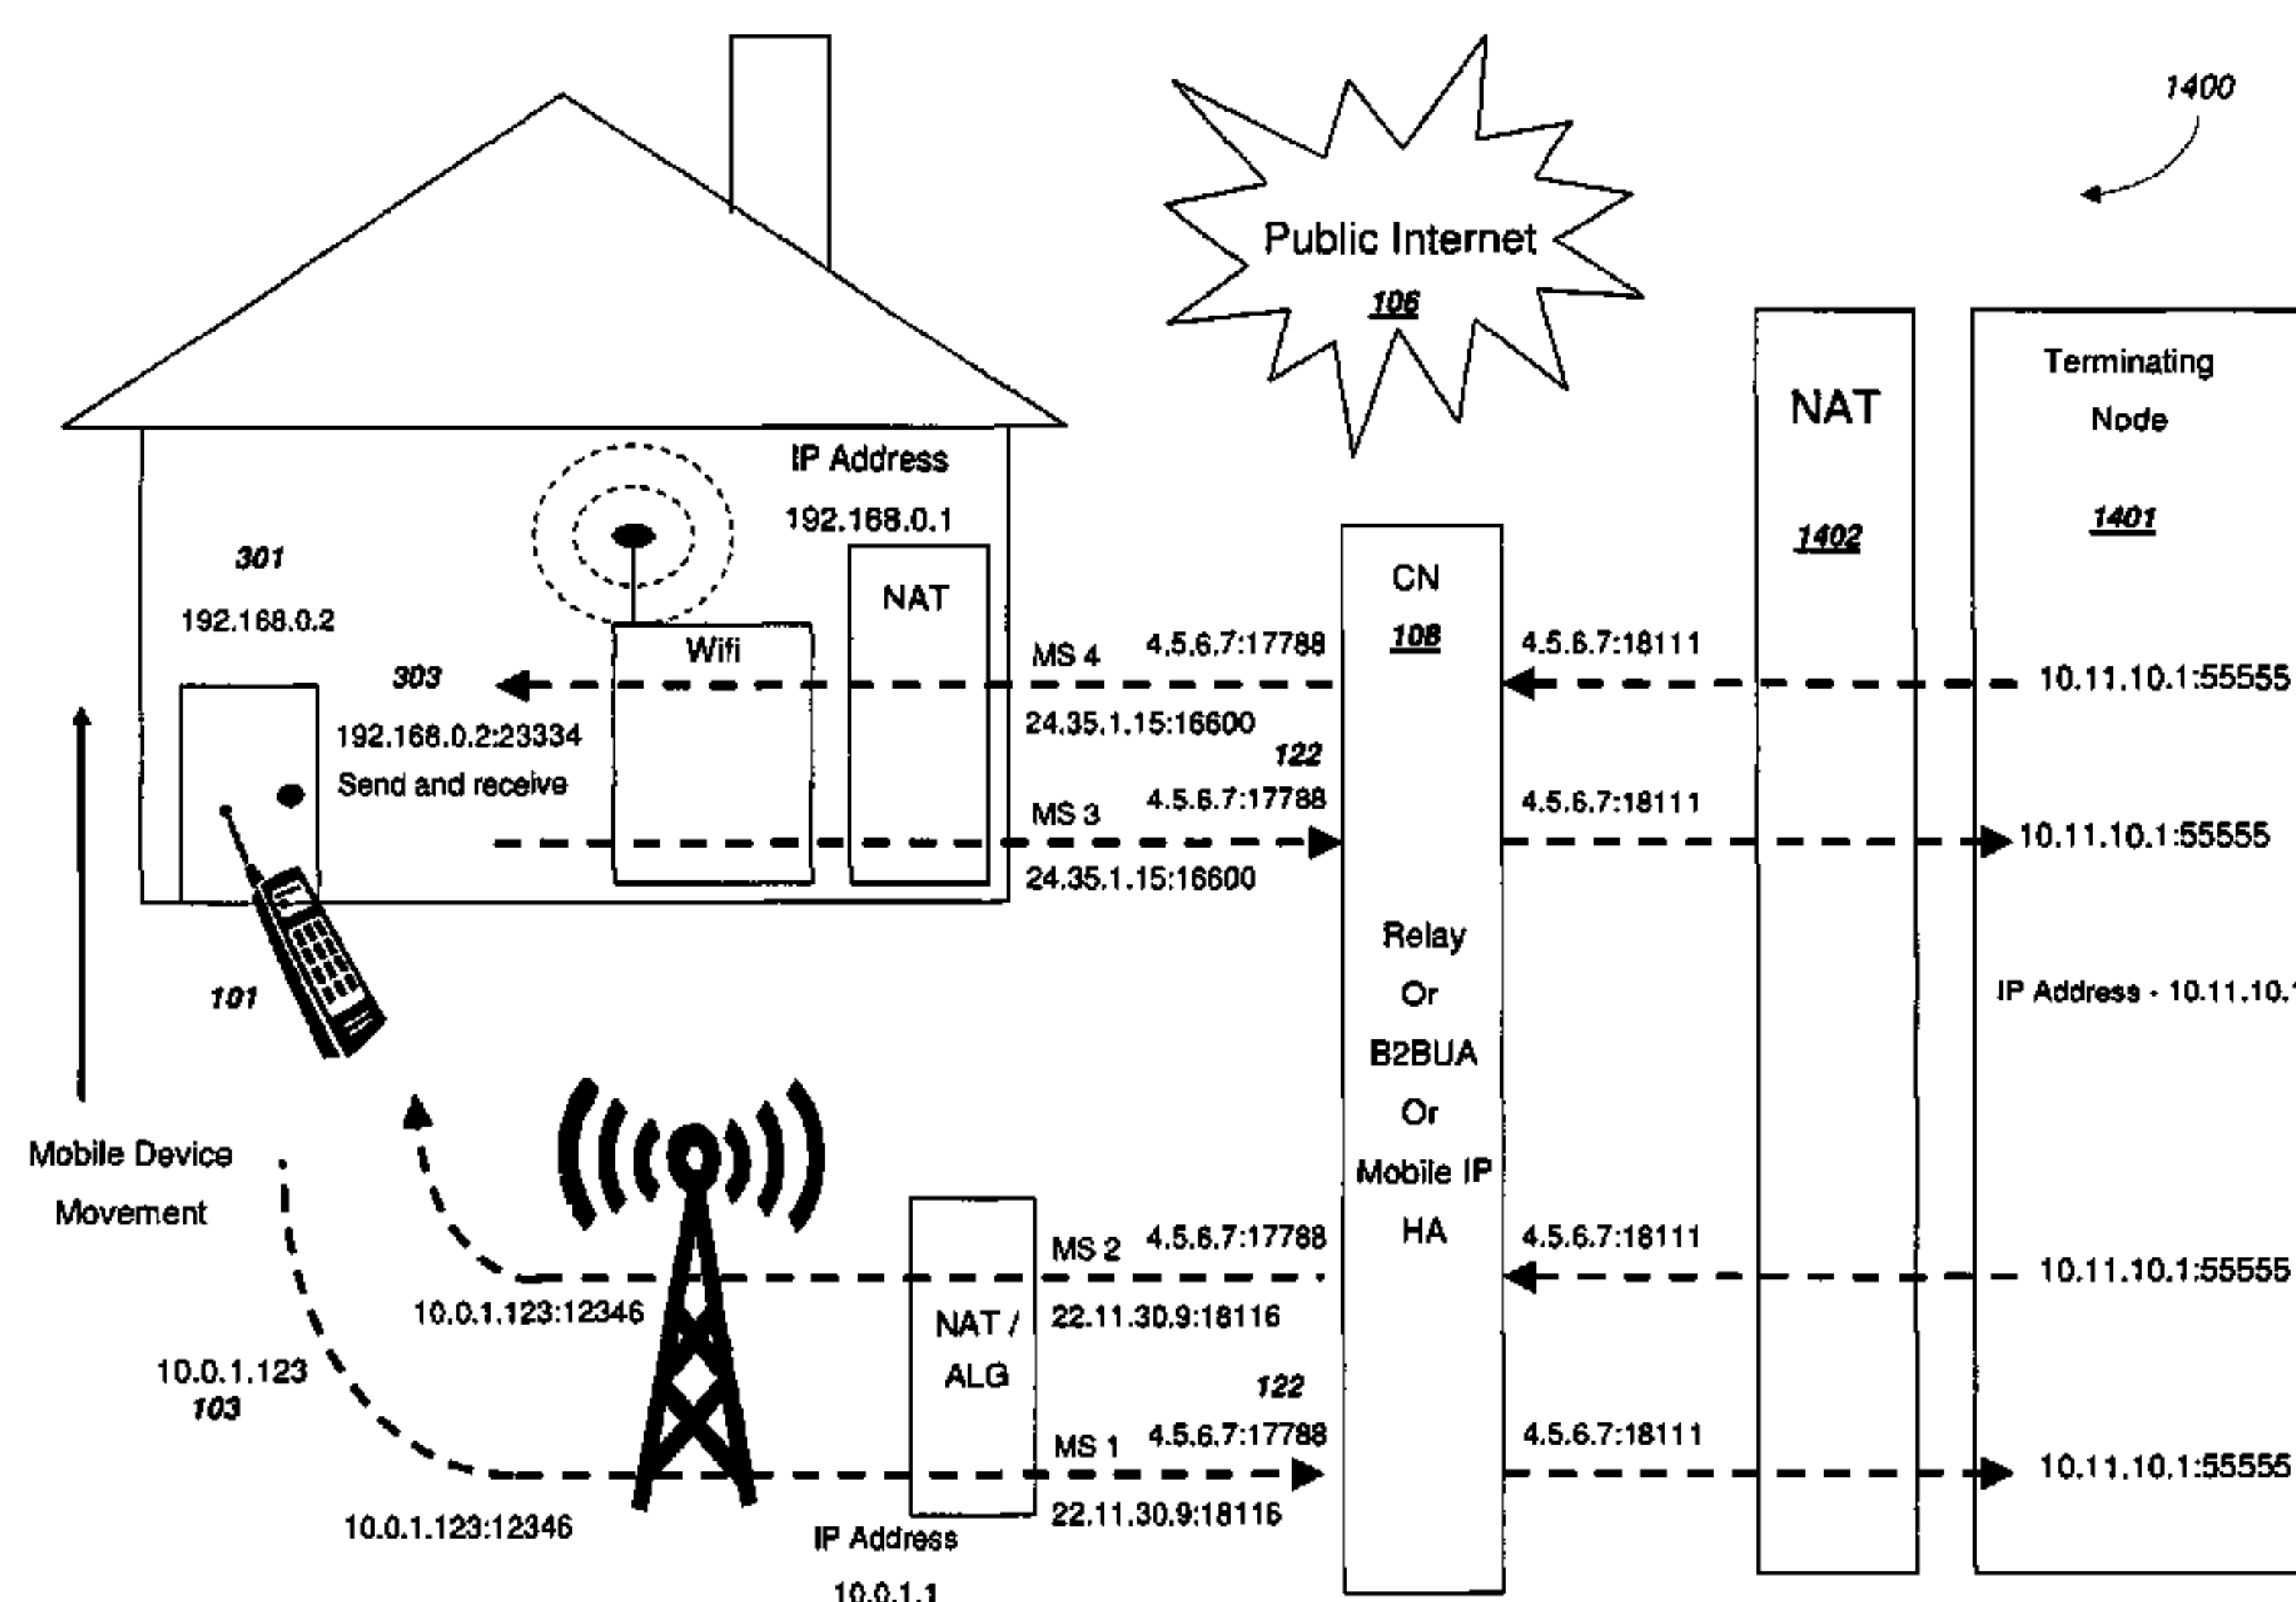 1400
Public Internet
106
Terminating
Node
1401
NAT
1402
IP Address
192.168.0.1
301
192.168.0.2
NAT
Wifi
CN
108
303
MS 4
4.5.6.7:17788
4.5.6.7:18111
10.11.10.1:55555
192.168.0.2:23334
Send and receive
24.35.1.15:16600
122
MS 3
4.5.6.7:17788
4.5.6.7:18111
10.11.10.1:55555
24.35.1.15:16600
Relay
Or
B2BUA
Or
Mobile IP
HA
101
IP Address - 10.11.10.1
Mobile Device
Movement
MS 2
4.5.6.7:17788
4.5.6.7:18111
10.11.10.1:55555
10.0.1.123:12346
NAT /
ALG
22.11.30.9:18116
10.0.1.123
103
122
MS 1
4.5.6.7:17788
4.5.6.7:18111
10.11.10.1:55555
10.0.1.123:12346
22.11.30.9:18116
IP Address
10.0.1.1